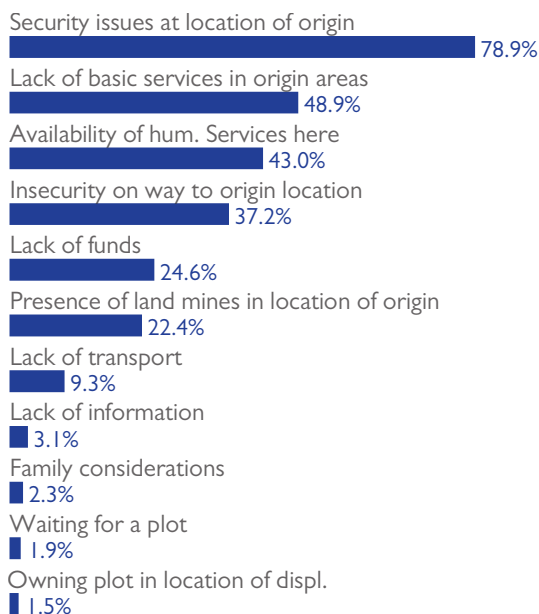 Security issues at location of origin
78.9%
Lack of basic services in origin areas
48.9%
Availability of hum. Services here
43.0%
Insecurity on way to origin location
37.2%
Lack of funds
24.6%
Presence of land mines in location of origin
22.4%
Lack of transport
9.3%
Lack of information
3.1%
Family considerations
2.3%
Waiting for a plot
1.9%
Owning plot in location of displ.
1.5%